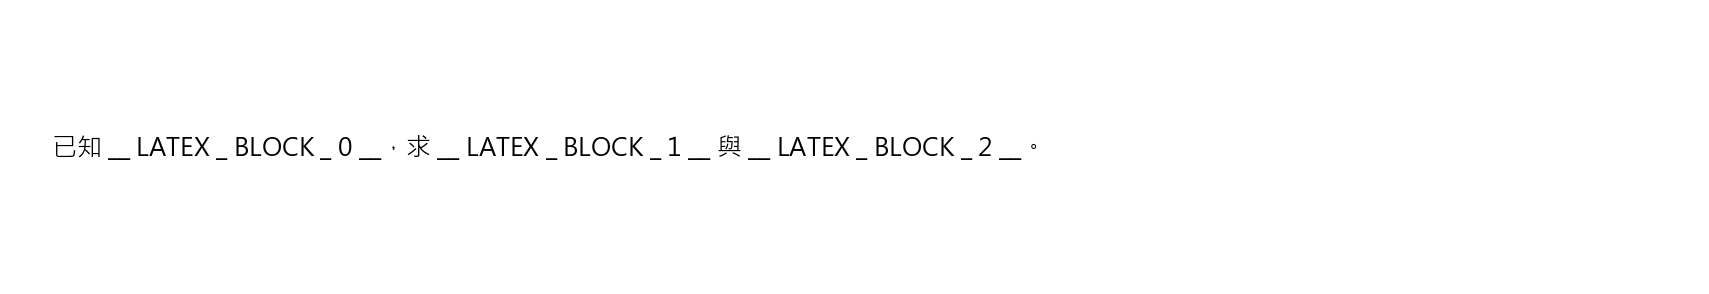 已知 __ LATEX _ BLOCK _ 0 __，求 __ LATEX _ BLOCK _ 1 __ 與 __ LATEX _ BLOCK _ 2 __。